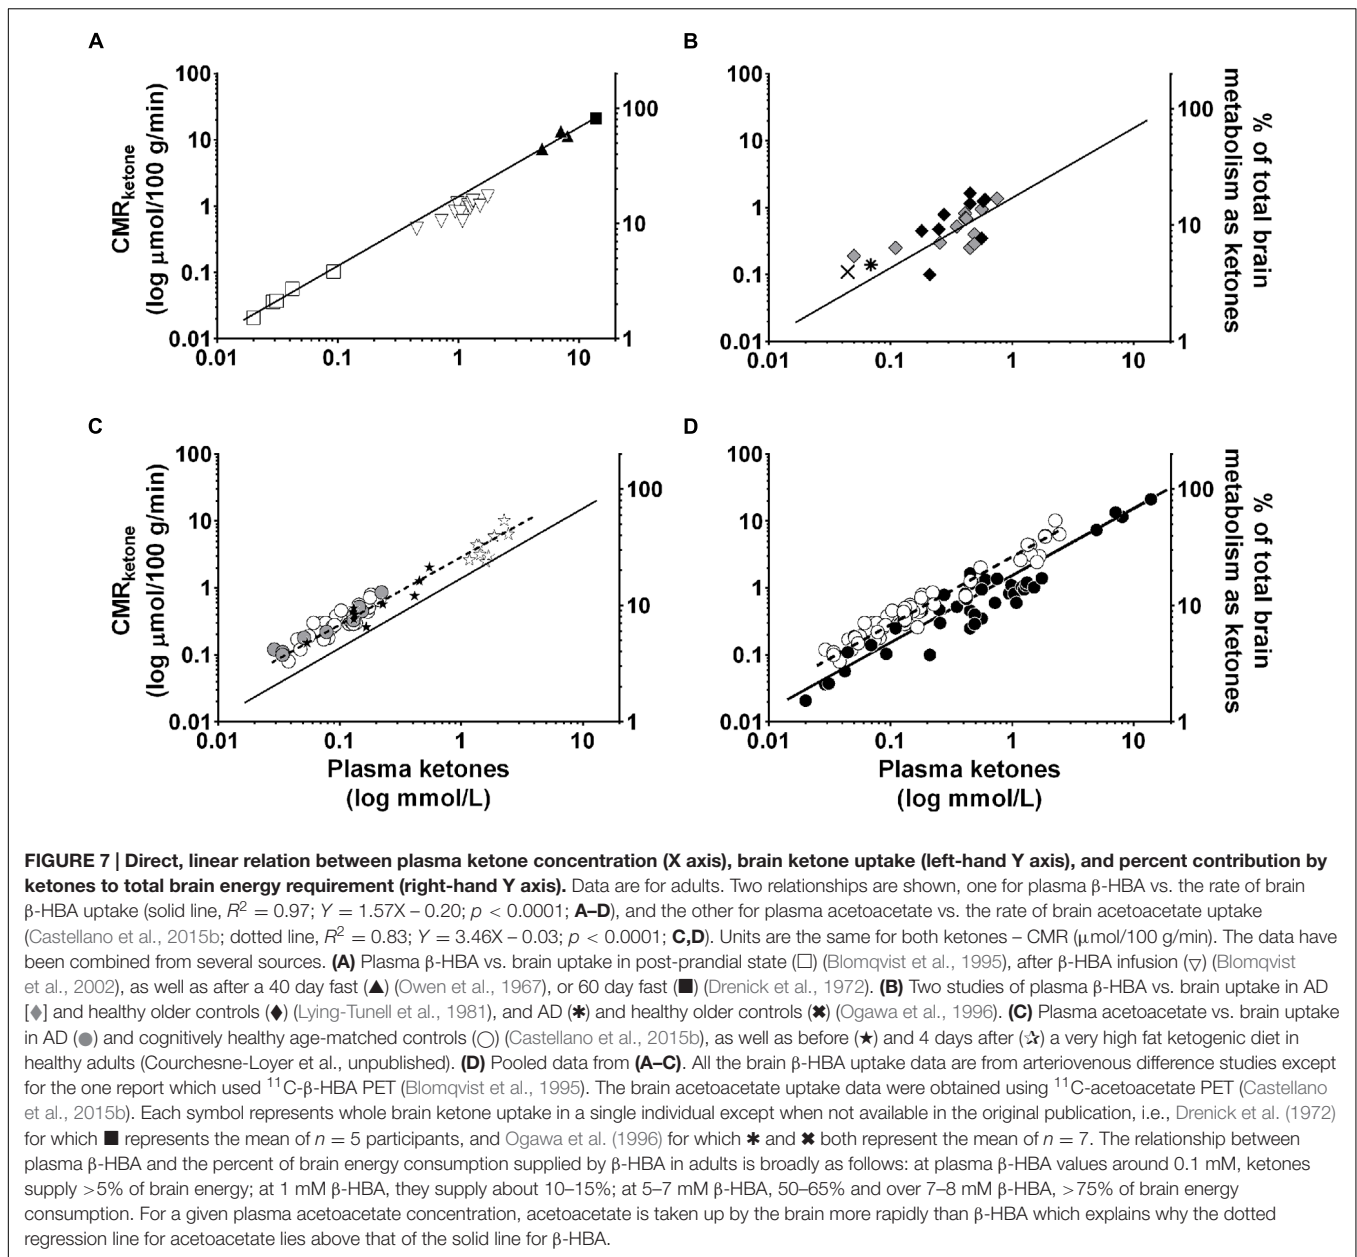 A
B
100
10
1
0.1
0.01
CMRketone
(log μmol/100 g/min)
100
10
1
0.01
0.1
1
10
100
10
1
0.1
0.01
100
10
1
% of total brain
metabolism as ketones
0.01
0.1
1
10
C
D
100
10
1
0.1
0.01
CMRketone
(log μmol/100 g/min)
100
10
1
0.01
0.1
1
10
Plasma ketones
(log mmol/L)
100
10
1
0.1
0.01
100
10
1
% of total brain
metabolism as ketones
0.01
0.1
1
10
Plasma ketones
(log mmol/L)
FIGURE 7 | Direct, linear relation between plasma ketone concentration (X axis), brain ketone uptake (left-hand Y axis), and percent contribution by
ketones to total brain energy requirement (right-hand Y axis). Data are for adults. Two relationships are shown, one for plasma β-HBA vs. the rate of brain
β-HBA uptake (solid line, R² = 0.97; Y = 1.57X – 0.20; p < 0.0001; A–D), and the other for plasma acetoacetate vs. the rate of brain acetoacetate uptake
(Castellano et al., 2015b; dotted line, R² = 0.83; Y = 3.46X – 0.03; p < 0.0001; C,D). Units are the same for both ketones – CMR (μmol/100 g/min). The data have
been combined from several sources. (A) Plasma β-HBA vs. brain uptake in post-prandial state (□) (Blomqvist et al., 1995), after β-HBA infusion (▽) (Blomqvist
et al., 2002), as well as after a 40 day fast (▲) (Owen et al., 1967), or 60 day fast (■) (Drenick et al., 1972). (B) Two studies of plasma β-HBA vs. brain uptake in AD
[♦] and healthy older controls (♦) (Lying-Tunell et al., 1981), and AD (✱) and healthy older controls (✖) (Ogawa et al., 1996). (C) Plasma acetoacetate vs. brain uptake
in AD (●) and cognitively healthy age-matched controls (○) (Castellano et al., 2015b), as well as before (★) and 4 days after (☆) a very high fat ketogenic diet in
healthy adults (Courchesne-Loyer et al., unpublished). (D) Pooled data from (A–C). All the brain β-HBA uptake data are from arteriovenous difference studies except
for the one report which used ¹¹C-β-HBA PET (Blomqvist et al., 1995). The brain acetoacetate uptake data were obtained using ¹¹C-acetoacetate PET (Castellano
et al., 2015b). Each symbol represents whole brain ketone uptake in a single individual except when not available in the original publication, i.e., Drenick et al. (1972)
for which ■ represents the mean of n = 5 participants, and Ogawa et al. (1996) for which ✱ and ✖ both represent the mean of n = 7. The relationship between
plasma β-HBA and the percent of brain energy consumption supplied by β-HBA in adults is broadly as follows: at plasma β-HBA values around 0.1 mM, ketones
supply >5% of brain energy; at 1 mM β-HBA, they supply about 10–15%; at 5–7 mM β-HBA, 50–65% and over 7–8 mM β-HBA, >75% of brain energy
consumption. For a given plasma acetoacetate concentration, acetoacetate is taken up by the brain more rapidly than β-HBA which explains why the dotted
regression line for acetoacetate lies above that of the solid line for β-HBA.